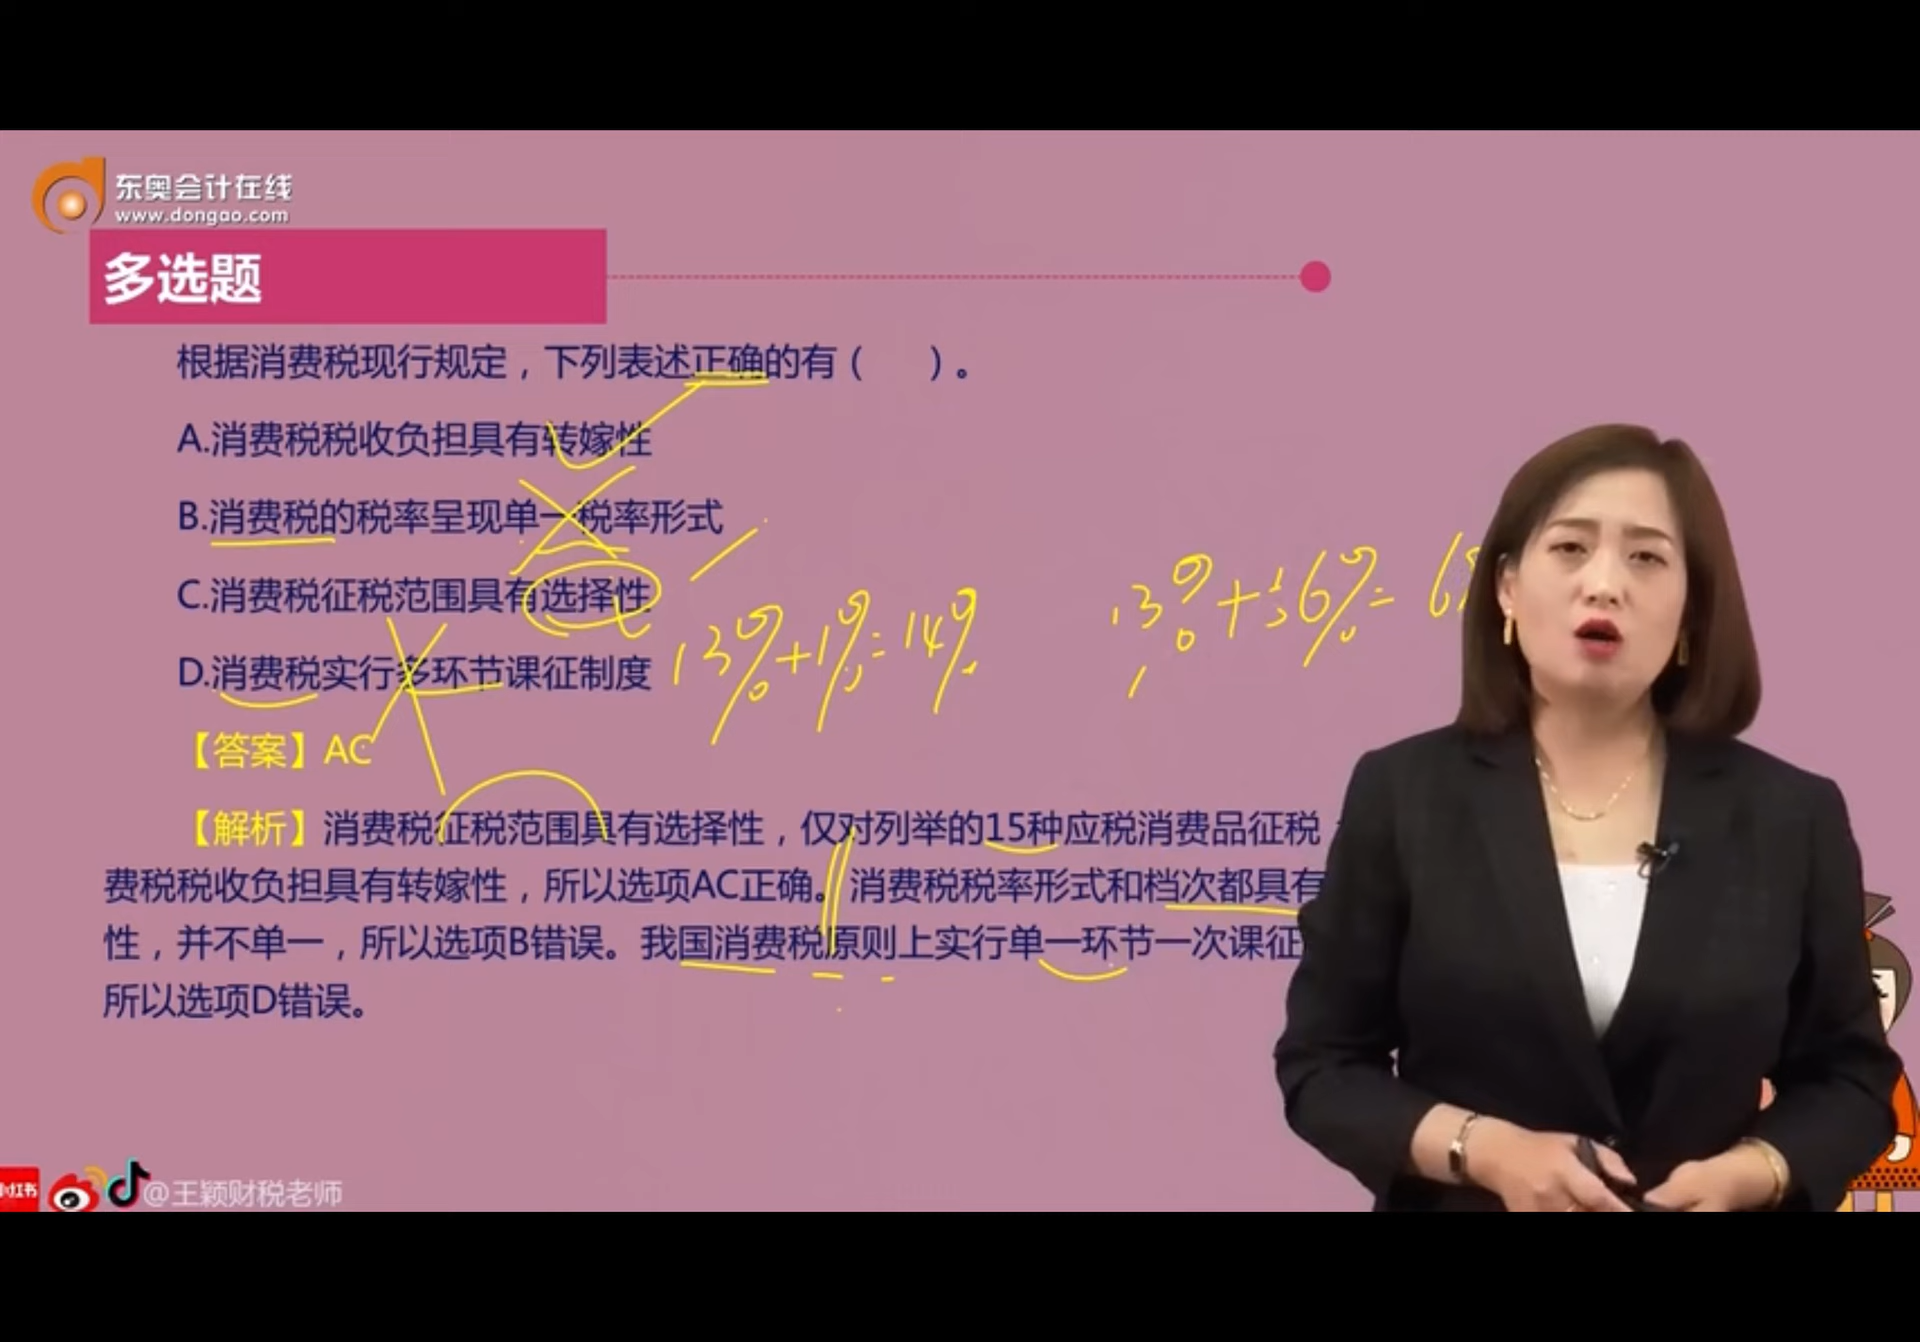 东奥会计在线
www.dongao.com
多选题
根据消费税现行规定，下列表述正确的有（　　）。
A.消费税税收负担具有转嫁性
B.消费税的税率呈现单一税率形式
C.消费税征税范围具有选择性
13%+1%=14%
D.消费税实行多环节课征制度
【答案】AC
【解析】消费税征税范围具有选择性，仅对列举的15种应税消费品征税
费税税收负担具有转嫁性，所以选项AC正确。消费税税率形式和档次都具有
性，并不单一，所以选项B错误。我国消费税原则上实行单一环节一次课征
所以选项D错误。
小红书
@王颖财税老师